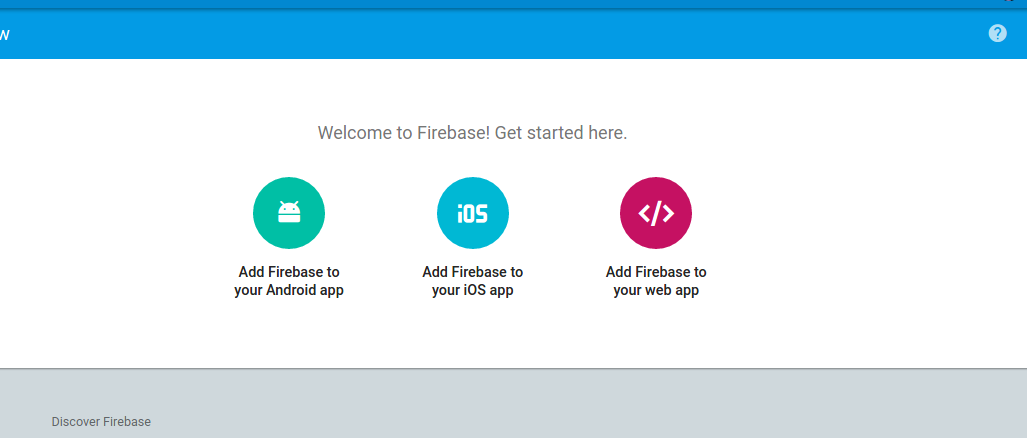 w
?
Welcome to Firebase! Get started here.
iOS
</>
Add Firebase to
your Android app
Add Firebase to
your iOS app
Add Firebase to
your web app
Discover Firebase